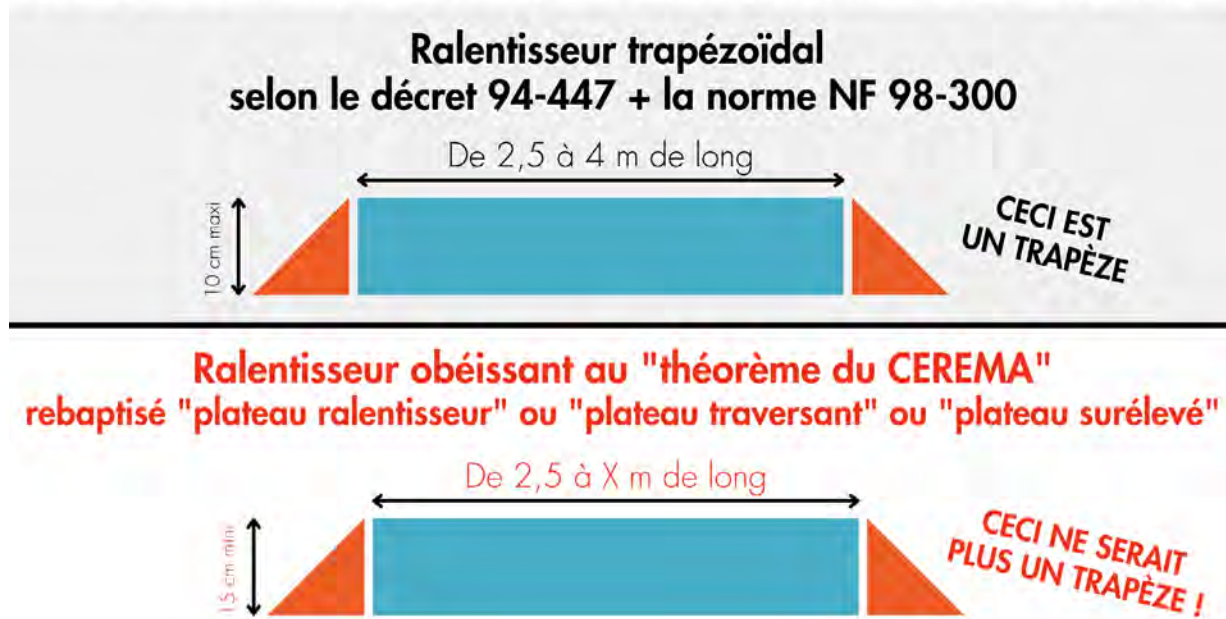 Ralentisseur trapézoïdal
selon le décret 94-447 + la norme NF 98-300
De 2,5 à 4 m de long
10 cm maxi
CECI EST
UN TRAPÈZE
Ralentisseur obéissant au "théorème du CEREMA"
rebaptisé "plateau ralentisseur" ou "plateau traversant" ou "plateau surélevé"
De 2,5 à X m de long
15 cm mini
CECI NE SERAIT
PLUS UN TRAPÈZE !